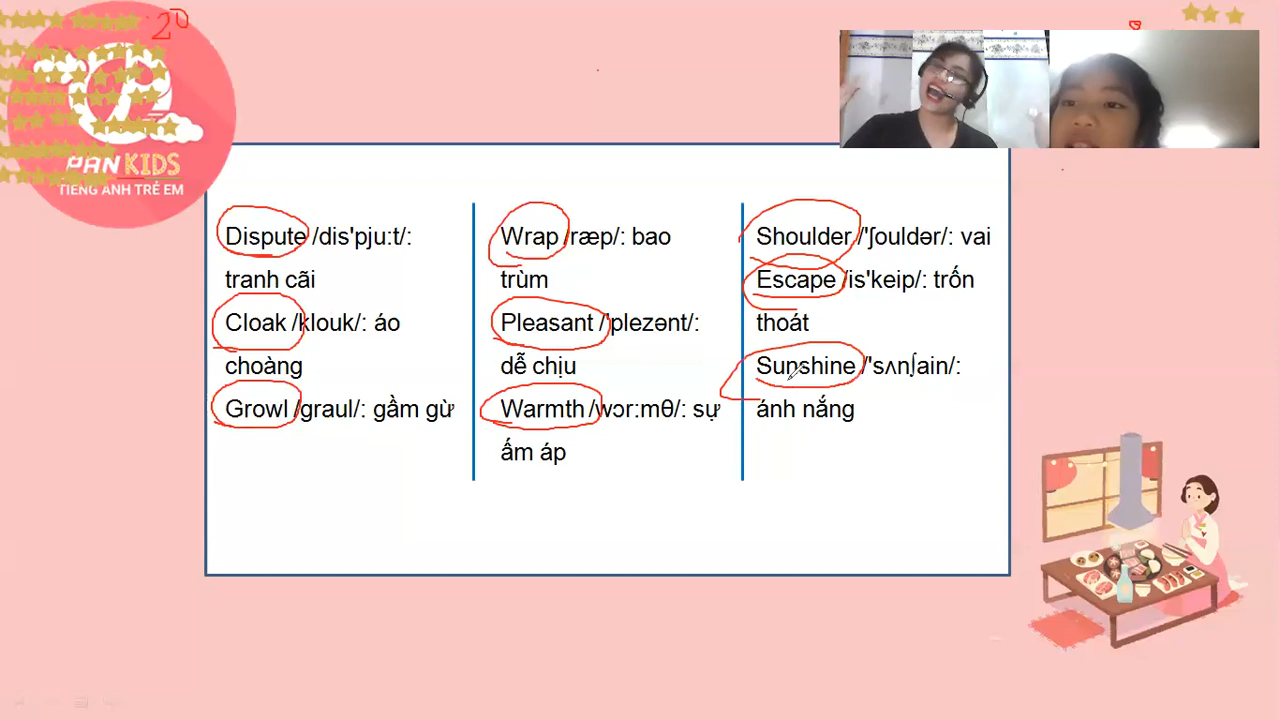 20
PAN KIDS
TIẾNG ANH TRẺ EM
Dispute /dis'pju:t/:
tranh cãi
Cloak /klouk/: áo
choàng
Growl /graul/: gầm gừ
Wrap /ræp/: bao
trùm
Pleasant /'plezənt/:
dễ chịu
Warmth /wɔr:mθ/: sự
ấm áp
Shoulder /'ʃouldər/: vai
Escape /is'keip/: trốn
thoát
Sunshine /'sʌnʃain/:
ánh nắng